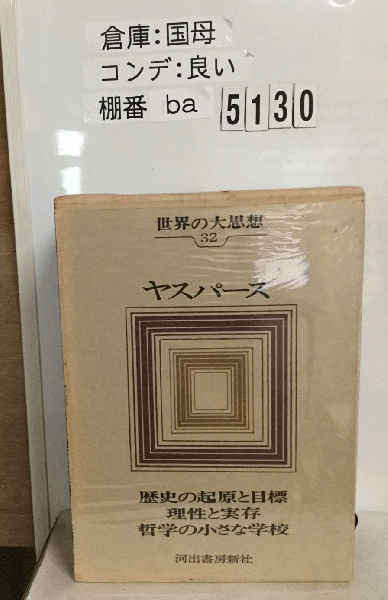 倉庫:国母
コンデ:良い
棚番 ba 5130
世界の大思想
32
ヤスパース
歴史の起原と目標
理性と実存
哲学の小さな学校
河出書房新社